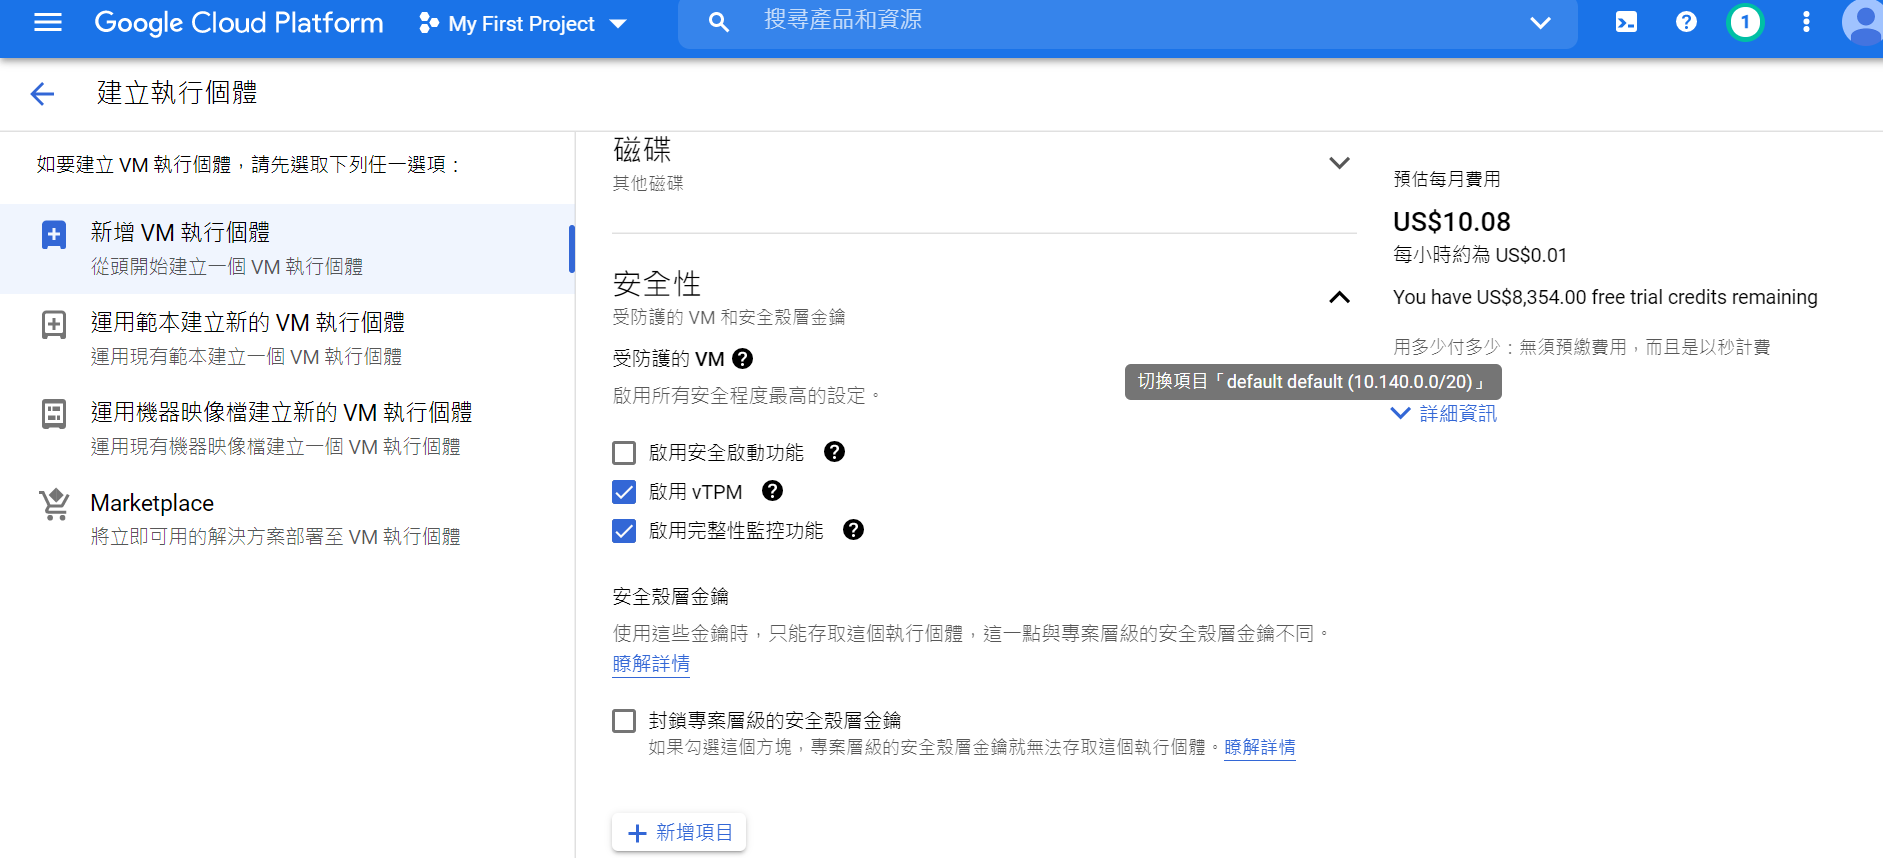 Google Cloud Platform
My First Project
搜尋產品和資源
1
建立執行個體
如要建立 VM 執行個體，請先選取下列任一選項：
新增 VM 執行個體
從頭開始建立一個 VM 執行個體
運用範本建立新的 VM 執行個體
運用現有範本建立一個 VM 執行個體
運用機器映像檔建立新的 VM 執行個體
運用現有機器映像檔建立一個 VM 執行個體
Marketplace
將立即可用的解決方案部署至 VM 執行個體
磁碟
其他磁碟
安全性
受防護的 VM 和安全殼層金鑰
受防護的 VM
啟用所有安全程度最高的設定。
啟用安全啟動功能
啟用 vTPM
啟用完整性監控功能
安全殼層金鑰
使用這些金鑰時，只能存取這個執行個體，這一點與專案層級的安全殼層金鑰不同。
瞭解詳情
封鎖專案層級的安全殼層金鑰
如果勾選這個方塊，專案層級的安全殼層金鑰就無法存取這個執行個體。瞭解詳情
新增項目
預估每月費用
US$10.08
每小時約為 US$0.01
You have US$8,354.00 free trial credits remaining
用多少付多少：無須預繳費用，而且是以秒計費
切換項目「default default (10.140.0.0/20)」
詳細資訊